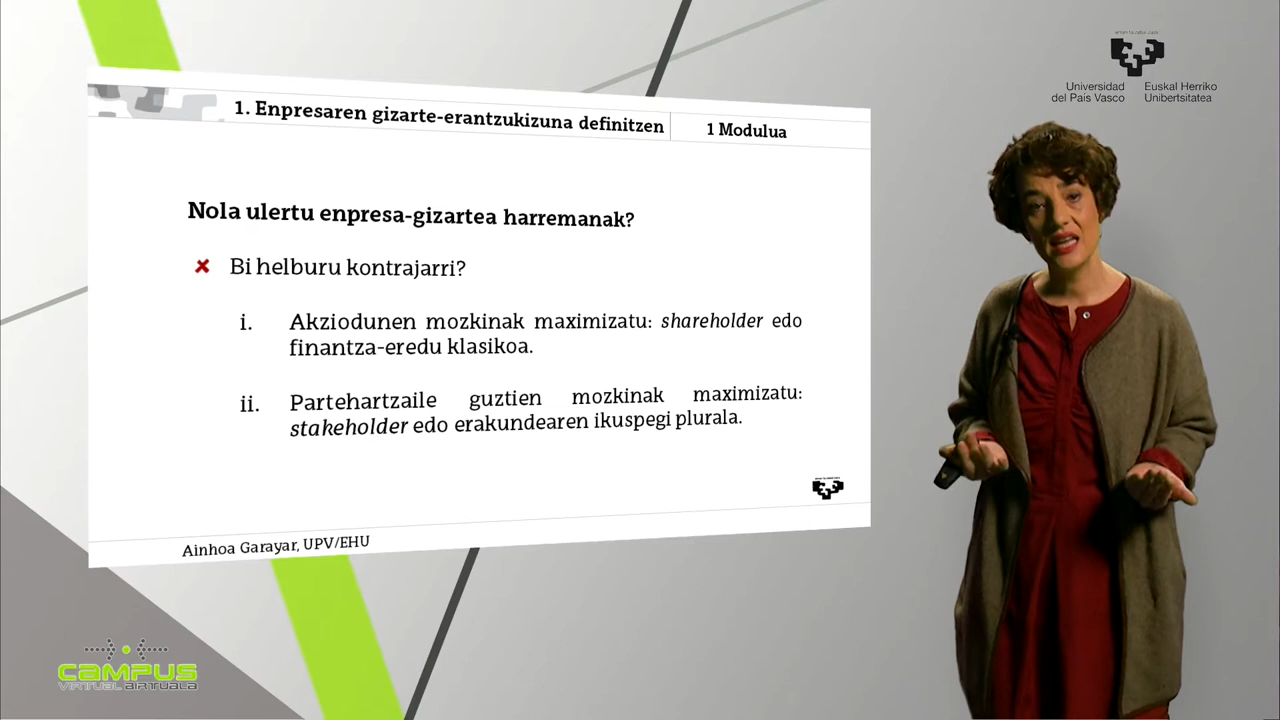 1. Enpresaren gizarte-erantzukizuna definitzen
1 Modulua
Nola ulertu enpresa-gizartea harremanak?
Bi helburu kontrajarri?
i. Akziodunen mozkinak maximizatu: shareholder edo
finantza-eredu klasikoa.
ii. Partehartzaile guztien mozkinak maximizatu:
stakeholder edo erakundearen ikuspegi plurala.
Ainhoa Garayar, UPV/EHU
Universidad
del País Vasco
Euskal Herriko
Unibertsitatea
CAMPUS
VIRTUAL BIRTUALA